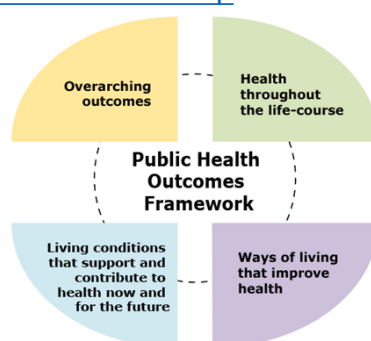 Overarching
outcomes
Health
throughout
the life-course
Public Health
Outcomes
Framework
Living conditions
that support and
contribute to
health now and
for the future
Ways of living
that improve
health